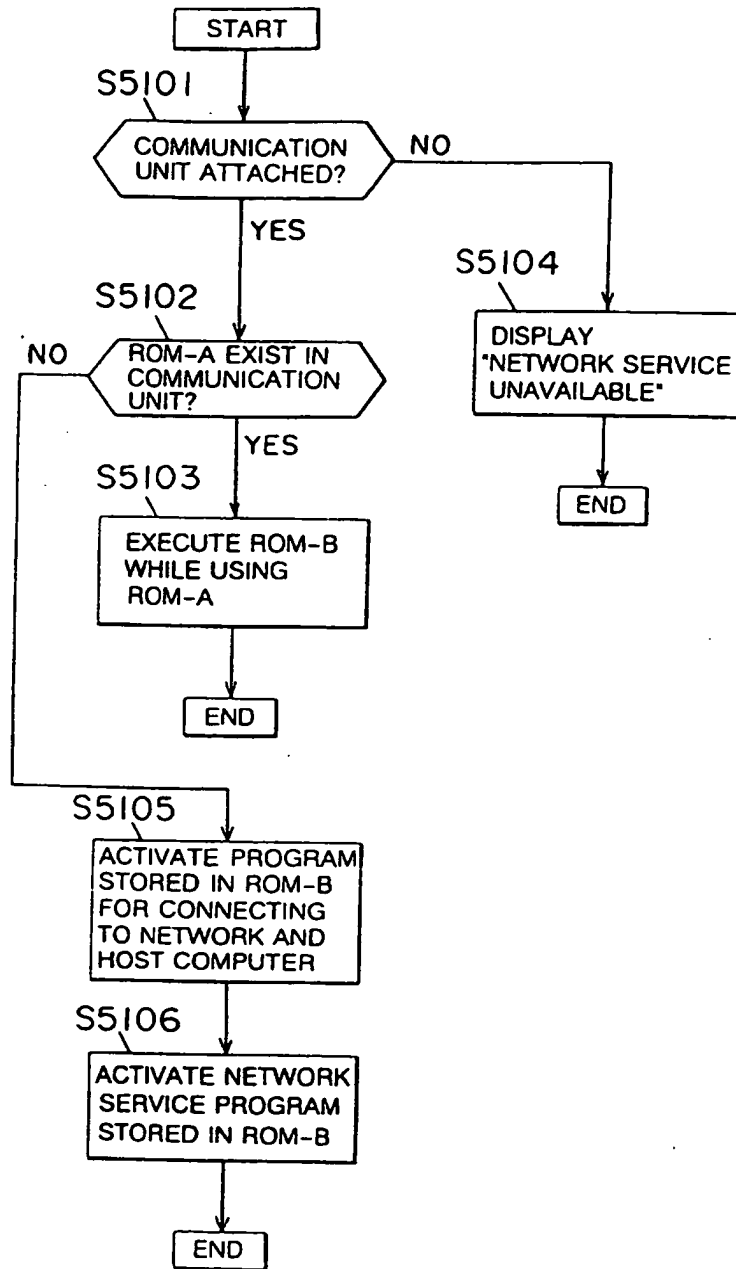 START
S5101
COMMUNICATION
UNIT ATTACHED?
NO
YES
S5104
DISPLAY
"NETWORK SERVICE
UNAVAILABLE"
END
S5102
NO
ROM-A EXIST IN
COMMUNICATION
UNIT?
YES
S5103
EXECUTE ROM-B
WHILE USING
ROM-A
END
S5105
ACTIVATE PROGRAM
STORED IN ROM-B
FOR CONNECTING
TO NETWORK AND
HOST COMPUTER
S5106
ACTIVATE NETWORK
SERVICE PROGRAM
STORED IN ROM-B
END